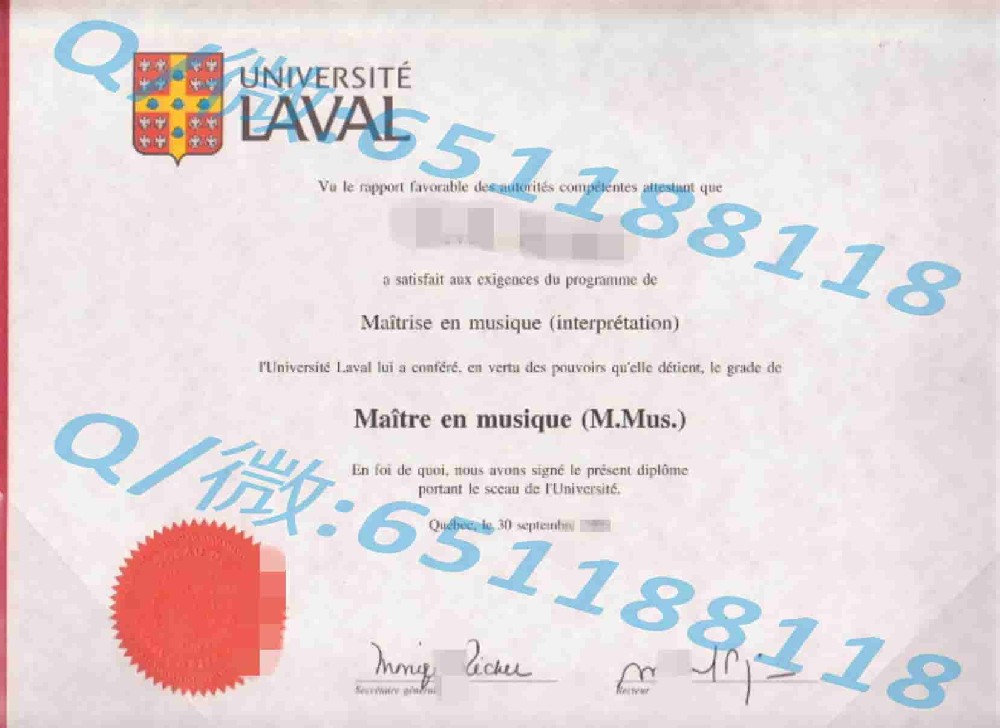 UNIVERSITÉ
LAVAL
Q/微:651188118
Vu le rapport favorable des autorités compétentes attestant que
a satisfait aux exigences du programme de
Maîtrise en musique (interprétation)
l'Université Laval lui a conféré, en vertu des pouvoirs qu'elle détient, le grade de
Maître en musique (M.Mus.)
En foi de quoi, nous avons signé le présent diplôme
portant le sceau de l'Université.
Q/微:651188118
Québec, le 30 septembre
Secrétaire général
Recteur